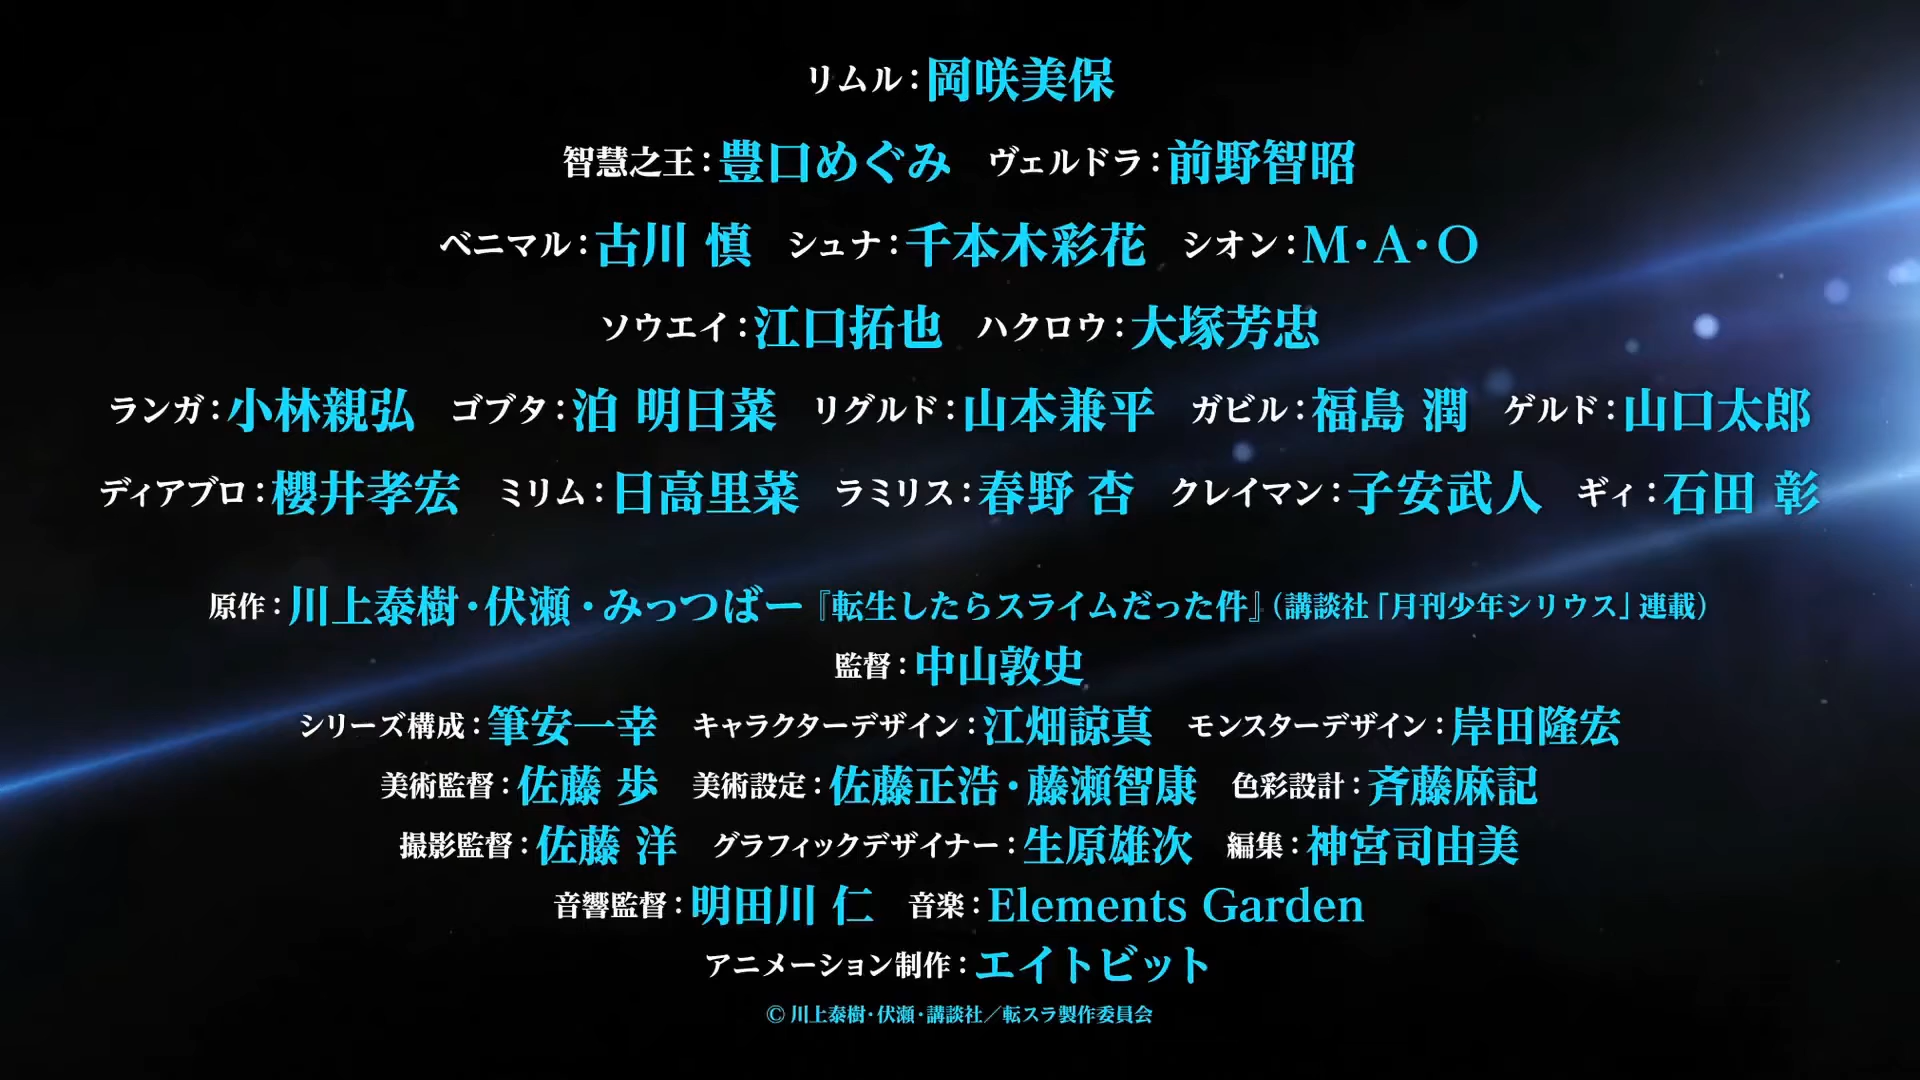 リムル：岡咲美保
智慧之王：豊口めぐみ　ヴェルドラ：前野智昭
ベニマル：古川 慎　シュナ：千本木彩花　シオン：M・A・O
ソウエイ：江口拓也　ハクロウ：大塚芳忠
ランガ：小林親弘　ゴブタ：泊 明日菜　リグルド：山本兼平　ガビル：福島 潤　ゲルド：山口太郎
ディアブロ：櫻井孝宏　ミリム：日高里菜　ラミリス：春野 杏　クレイマン：子安武人　ギィ：石田 彰
原作：川上泰樹・伏瀬・みっつばー『転生したらスライムだった件』（講談社「月刊少年シリウス」連載）
監督：中山敦史
シリーズ構成：筆安一幸　キャラクターデザイン：江畑諒真　モンスターデザイン：岸田隆宏
美術監督：佐藤 歩　美術設定：佐藤正浩・藤瀬智康　色彩設計：斉藤麻記
撮影監督：佐藤 洋　グラフィックデザイナー：生原雄次　編集：神宮司由美
音響監督：明田川 仁　音楽：Elements Garden
アニメーション制作：エイトビット
© 川上泰樹・伏瀬・講談社／転スラ製作委員会